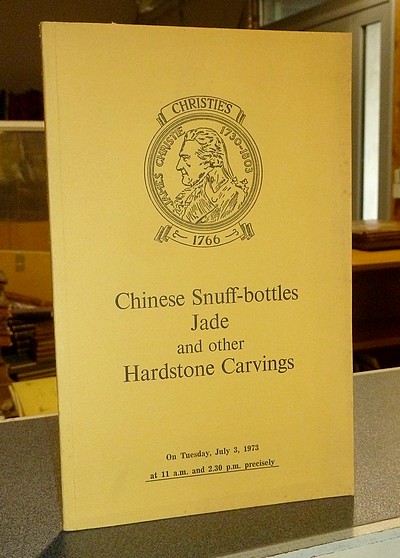 CHRISTIE'S
JAMES CHRISTIE 1730-1803
1766
Chinese Snuff-bottles
Jade
and other
Hardstone Carvings
On Tuesday, July 3, 1973
at 11 a.m. and 2.30 p.m. precisely